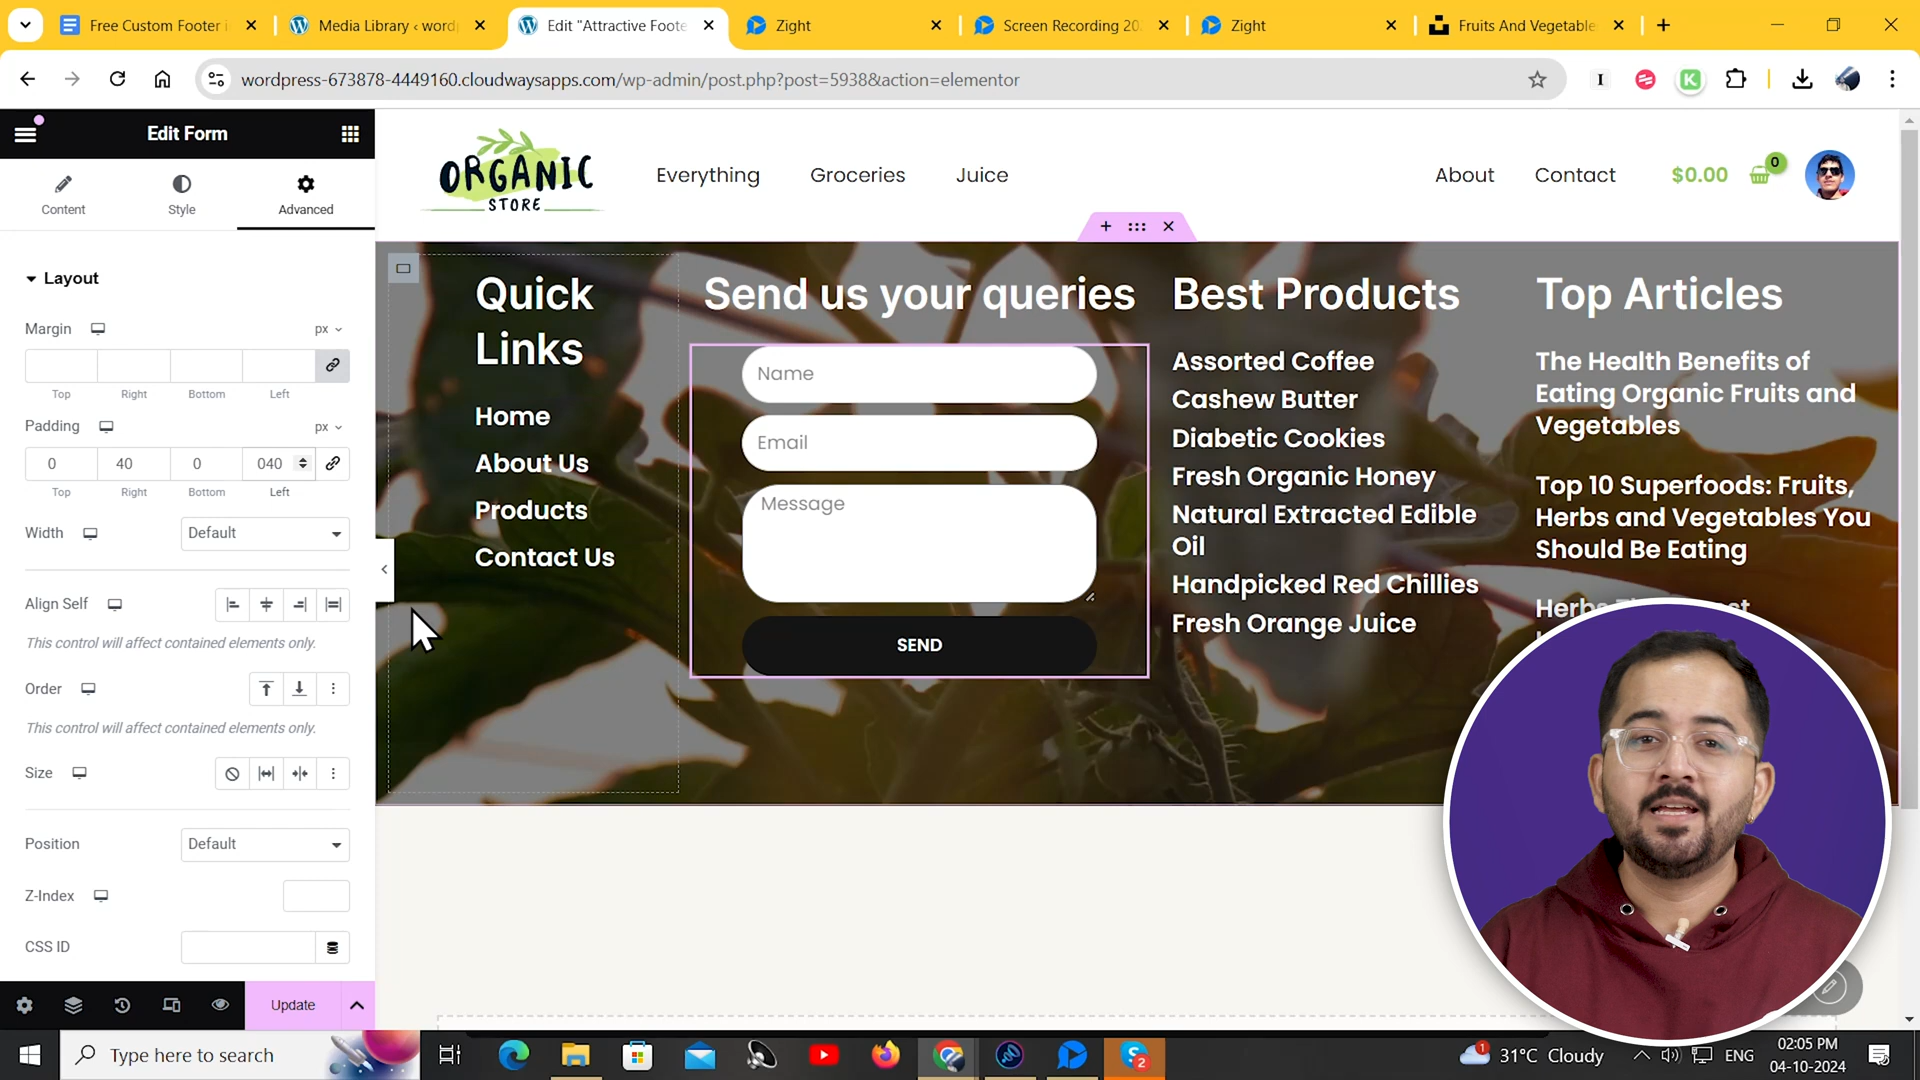 Free Custom Footer i
Media Library ‹ word
Edit "Attractive Foote
Zight
Screen Recording 20
Zight
Fruits And Vegetable
wordpress-673878-4449160.cloudwaysapps.com/wp-admin/post.php?post=5938&action=elementor
Edit Form
Content
Style
Advanced
Layout
Margin
px
Top
Right
Bottom
Left
Padding
px
0
40
0
040
Top
Right
Bottom
Left
Width
Default
Align Self
This control will affect contained elements only.
Order
This control will affect contained elements only.
Size
Position
Default
Z-Index
CSS ID
Update
ORGANIC
STORE
Everything
Groceries
Juice
About
Contact
$0.00
0
Quick
Links
Home
About Us
Products
Contact Us
Send us your queries
Name
Email
Message
SEND
Best Products
Assorted Coffee
Cashew Butter
Diabetic Cookies
Fresh Organic Honey
Natural Extracted Edible
Oil
Handpicked Red Chillies
Fresh Orange Juice
Top Articles
The Health Benefits of
Eating Organic Fruits and
Vegetables
Top 10 Superfoods: Fruits,
Herbs and Vegetables You
Should Be Eating
Type here to search
2
1
31°C Cloudy
ENG
02:05 PM
04-10-2024